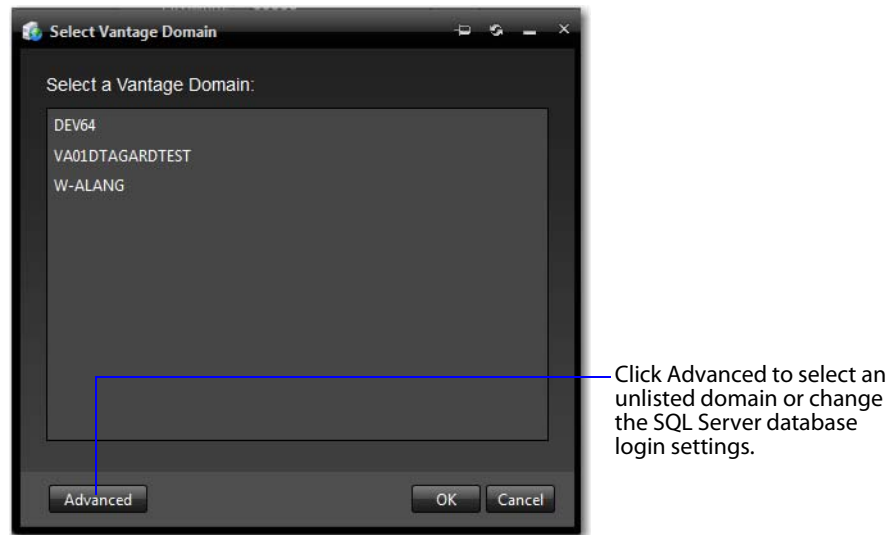 Select Vantage Domain
Select a Vantage Domain:
DEV64
VA01DTAGARDTEST
W-ALANG
Click Advanced to select an
unlisted domain or change
the SQL Server database
login settings.
Advanced
OK
Cancel